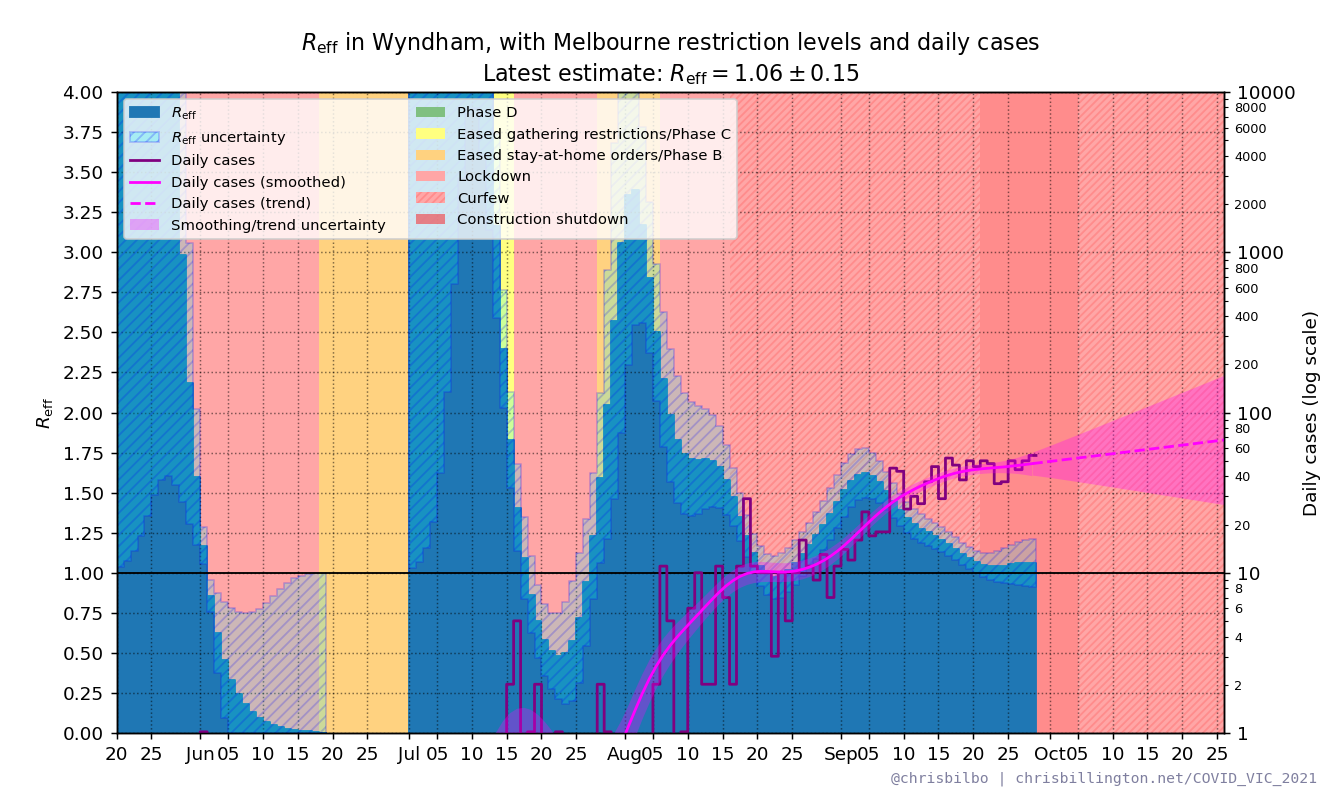 R_eff in Wyndham, with Melbourne restriction levels and daily cases
Latest estimate: R_eff = 1.06 ± 0.15
R_eff
R_eff uncertainty
Daily cases
Daily cases (smoothed)
Daily cases (trend)
Smoothing/trend uncertainty
Phase D
Eased gathering restrictions/Phase C
Eased stay-at-home orders/Phase B
Lockdown
Curfew
Construction shutdown
R_eff
4.00
3.75
3.50
3.25
3.00
2.75
2.50
2.25
2.00
1.75
1.50
1.25
1.00
0.75
0.50
0.25
0.00
10000
8000
6000
4000
2000
1000
800
600
400
200
100
80
60
40
20
10
8
6
4
2
1
Daily cases (log scale)
20 25 Jun 05 10 15 20 25 Jul 05 10 15 20 25 Aug 05 10 15 20 25 Sep 05 10 15 20 25 Oct 05 10 15 20 25
@chrisbilbo | chrisbillington.net/COVID_VIC_2021